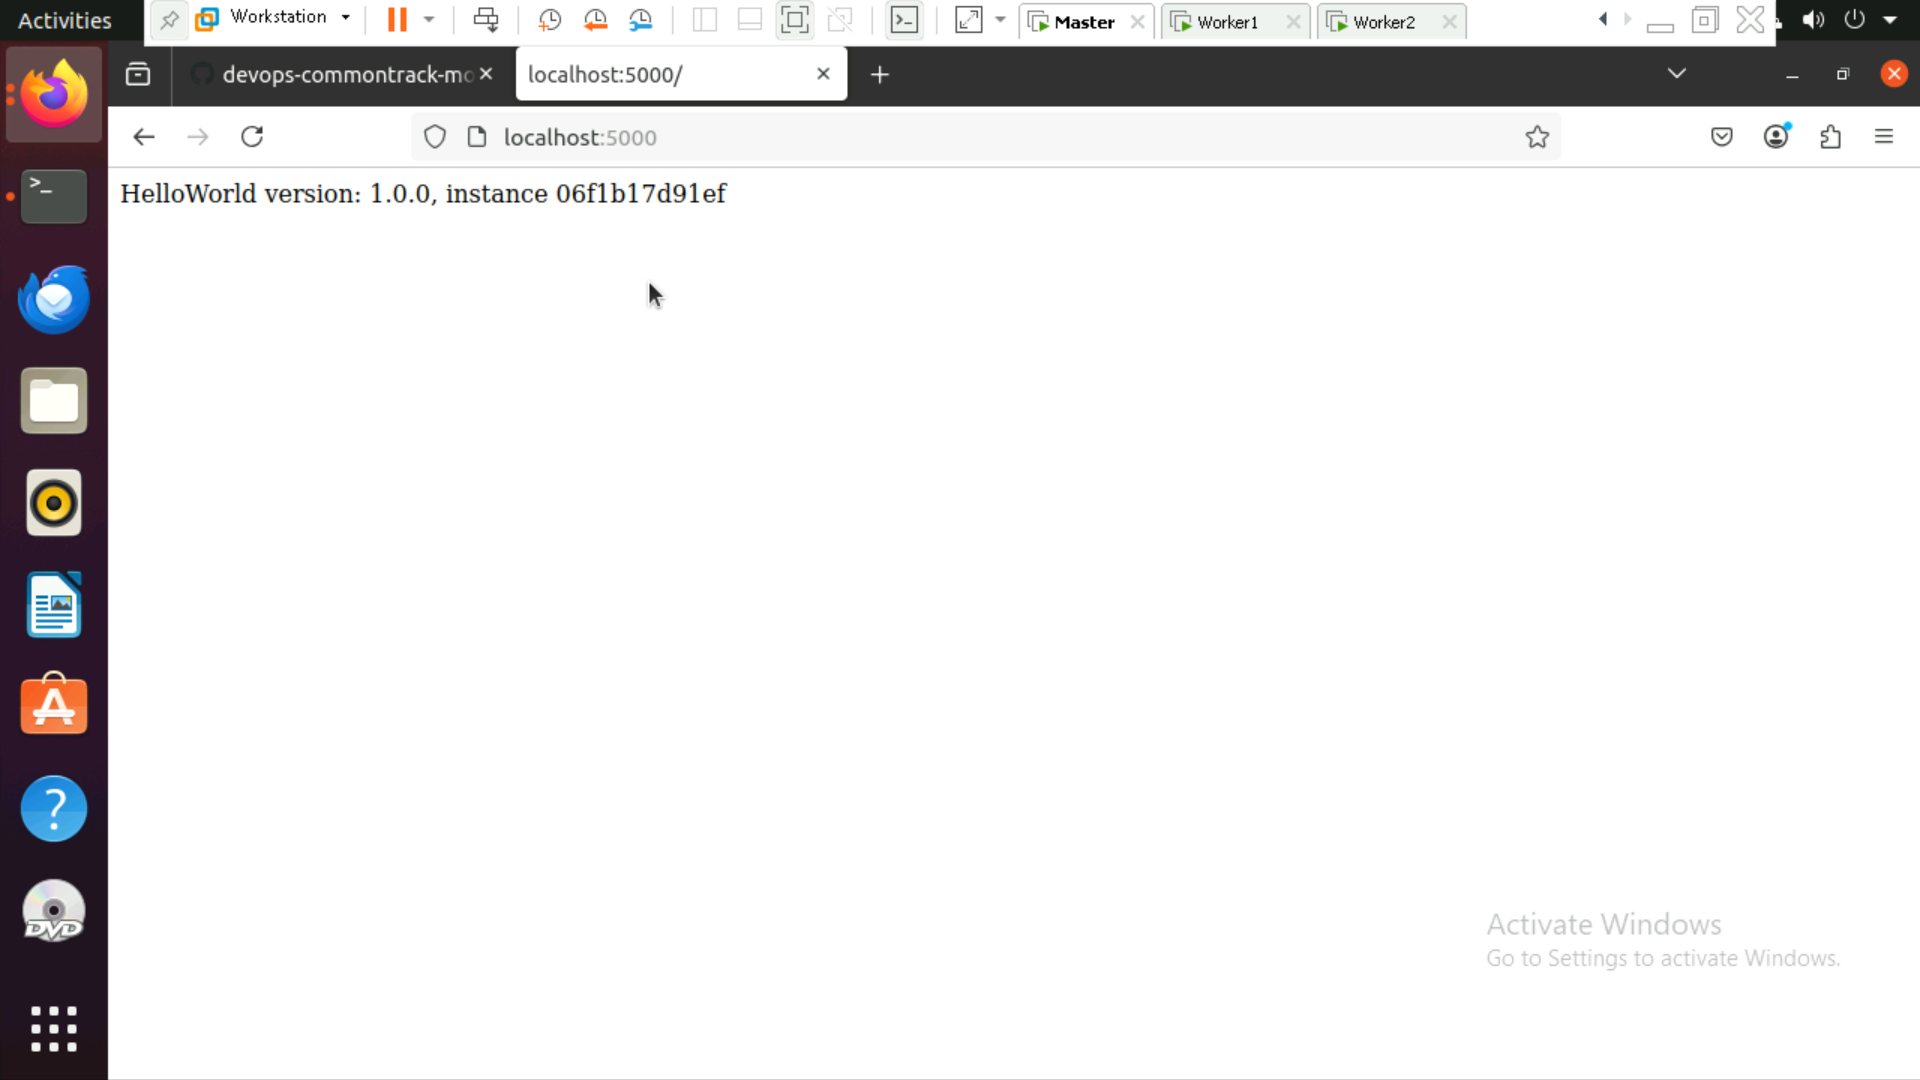 Activities
Workstation
Master
Worker1
Worker2
devops-commontrack-mo
localhost:5000/
localhost:5000
HelloWorld version: 1.0.0, instance 06f1b17d91ef
DVD
Activate Windows
Go to Settings to activate Windows.